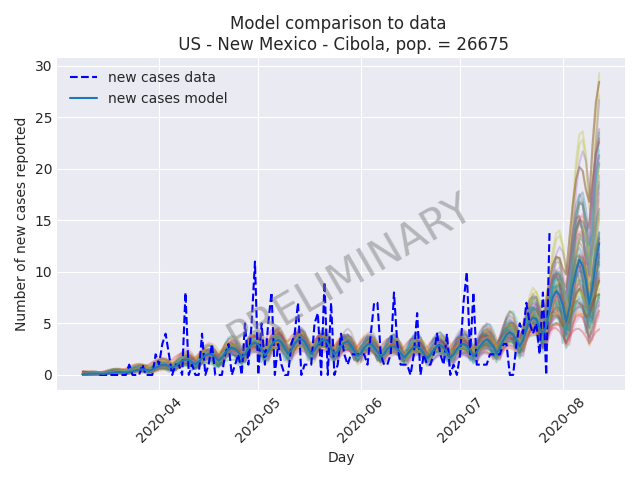 Model comparison to data
US - New Mexico - Cibola, pop. = 26675
30
25
20
15
10
5
0
Number of new cases reported
new cases data
new cases model
PRELIMINARY
2020-04
2020-05
2020-06
2020-07
2020-08
Day